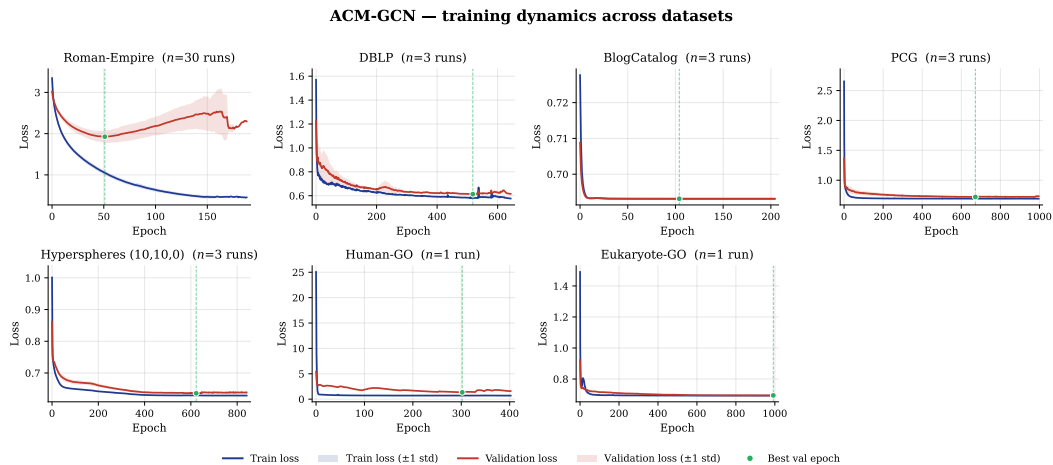 ACM-GCN — training dynamics across datasets
Roman-Empire (n=30 runs)
DBLP (n=3 runs)
BlogCatalog (n=3 runs)
PCG (n=3 runs)
Loss
3
2
1
0
50
100
150
Epoch
Loss
1.6
1.4
1.2
1.0
0.8
0.6
0
200
400
600
Epoch
Loss
0.72
0.71
0.70
0
50
100
150
200
Epoch
Loss
2.5
2.0
1.5
1.0
0
200
400
600
800
1000
Epoch
Hyperspheres (10,10,0) (n=3 runs)
Human-GO (n=1 run)
Eukaryote-GO (n=1 run)
Loss
1.0
0.9
0.8
0.7
0
200
400
600
800
Epoch
Loss
25
20
15
10
5
0
0
100
200
300
400
Epoch
Loss
1.4
1.2
1.0
0.8
0
200
400
600
800
1000
Epoch
Train loss
Train loss (±1 std)
Validation loss
Validation loss (±1 std)
Best val epoch